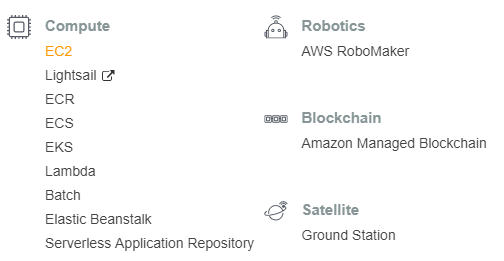 Compute
EC2
Lightsail
ECR
ECS
EKS
Lambda
Batch
Elastic Beanstalk
Serverless Application Repository
Robotics
AWS RoboMaker
Blockchain
Amazon Managed Blockchain
Satellite
Ground Station